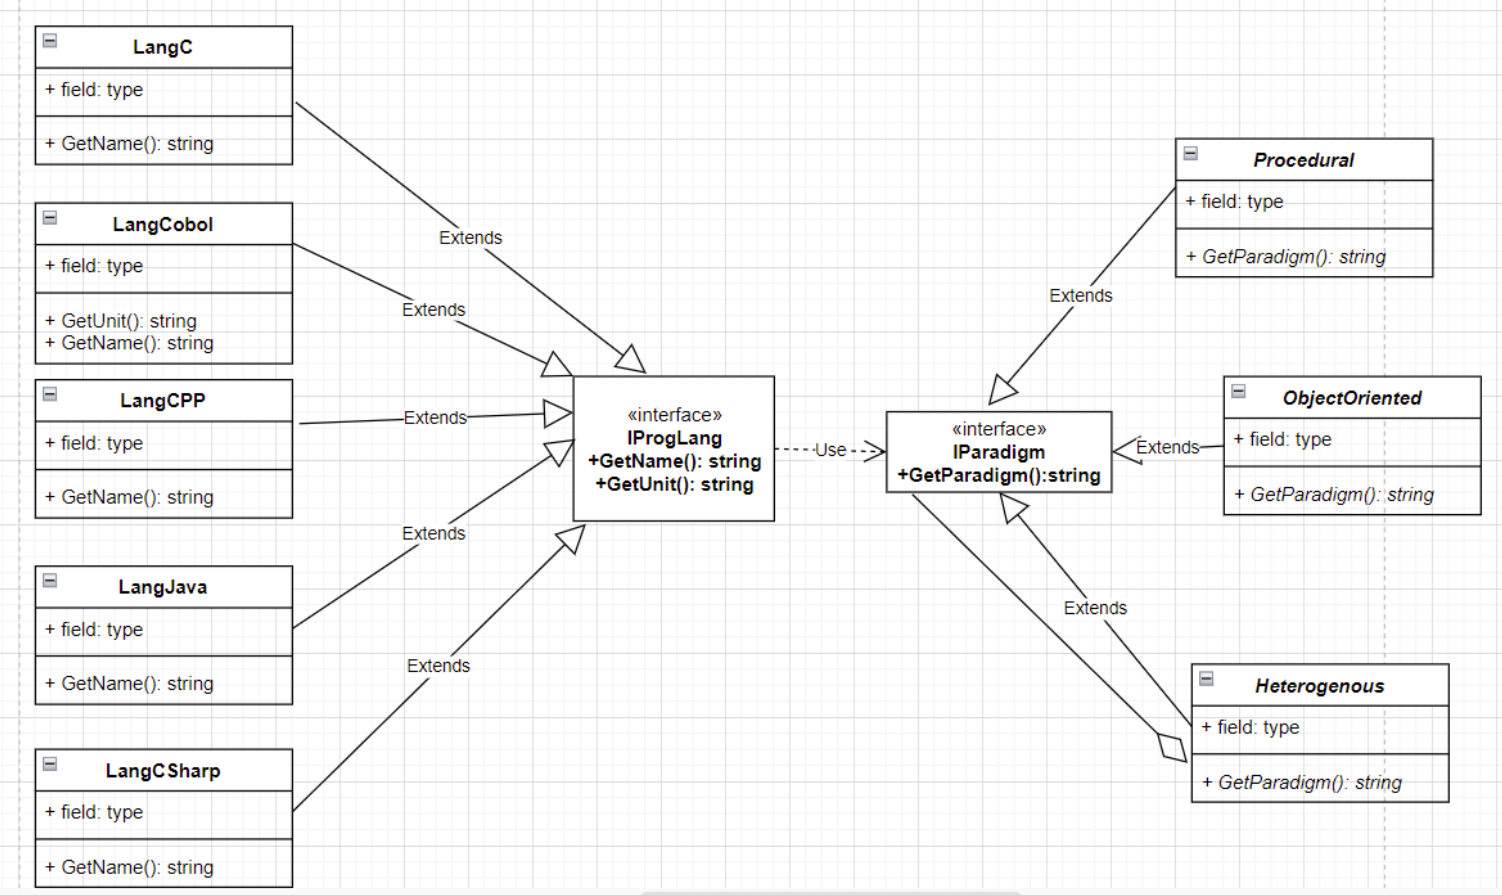 LangC
+ field: type
+ GetName(): string
LangCobol
+ field: type
+ GetUnit(): string
+ GetName(): string
LangCPP
+ field: type
+ GetName(): string
LangJava
+ field: type
+ GetName(): string
LangCSharp
+ field: type
+ GetName(): string
Extends
Extends
Extends
Extends
Extends
«interface»
IProgLang
+GetName(): string
+GetUnit(): string
Use
«interface»
IParadigm
+GetParadigm():string
Extends
Extends
Extends
Procedural
+ field: type
+ GetParadigm(): string
ObjectOriented
+ field: type
+ GetParadigm(): string
Heterogenous
+ field: type
+ GetParadigm(): string